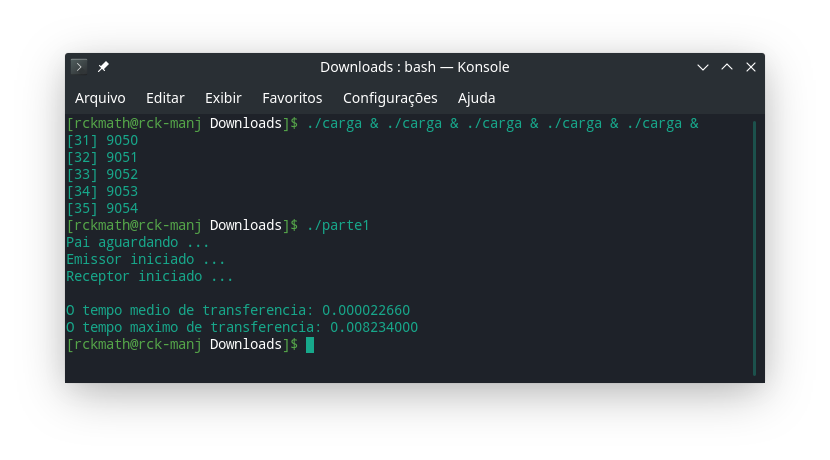 Downloads : bash — Konsole
Arquivo Editar Exibir Favoritos Configurações Ajuda
[rckmath@rck-manj Downloads]$ ./carga & ./carga & ./carga & ./carga & ./carga &
[31] 9050
[32] 9051
[33] 9052
[34] 9053
[35] 9054
[rckmath@rck-manj Downloads]$ ./parte1
Pai aguardando ...
Emissor iniciado ...
Receptor iniciado ...
O tempo medio de transferencia: 0.000022660
O tempo maximo de transferencia: 0.008234000
[rckmath@rck-manj Downloads]$